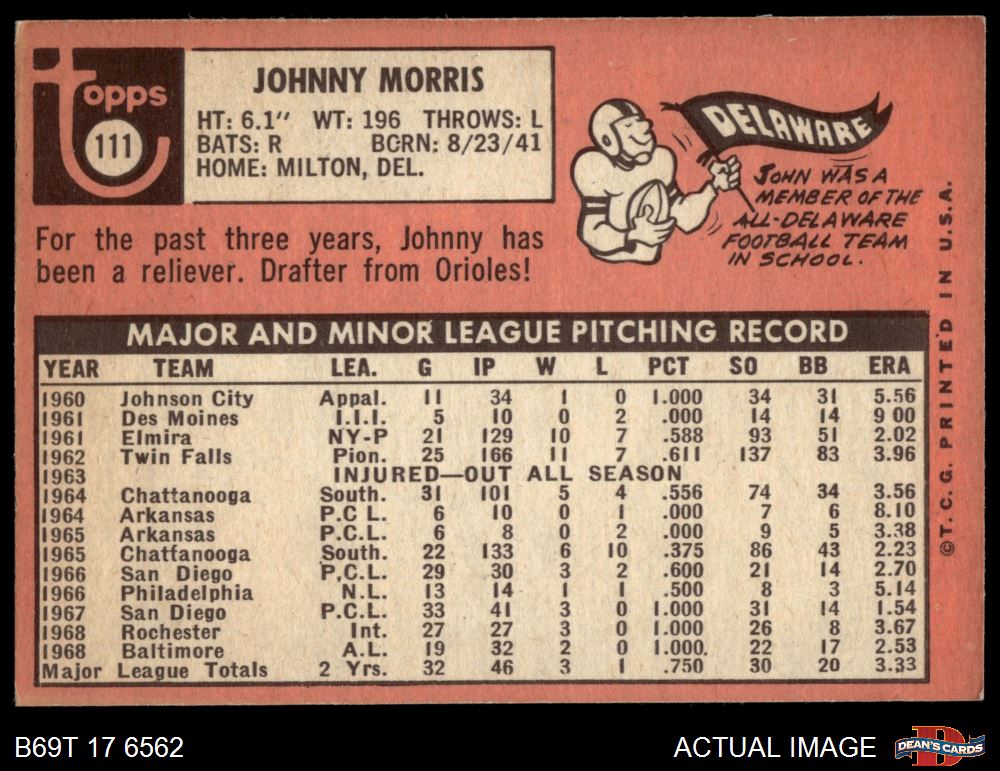 topps
111
JOHNNY MORRIS
HT: 6.1" WT: 196 THROWS: L
BATS: R BCRN: 8/23/41
HOME: MILTON, DEL.
DELAWARE
JOHN WAS A
MEMBER OF THE
ALL-DELAWARE
FOOTBALL TEAM
IN SCHOOL.
For the past three years, Johnny has
been a reliever. Drafter from Orioles!
MAJOR AND MINOR LEAGUE PITCHING RECORD
YEAR TEAM LEA. G IP W L PCT SO BB ERA
1960 Johnson City Appal. 11 34 1 0 1.000 34 31 5.56
1961 Des Moines I.I.I. 5 10 0 2 .000 14 14 9 00
1961 Elmira NY-P 21 129 10 7 .588 93 51 2.02
1962 Twin Falls Pion. 25 166 11 7 .611 137 83 3.96
1963 INJURED—OUT ALL SEASON
1964 Chattanooga South. 31 101 5 4 .556 74 34 3.56
1964 Arkansas P.C L. 6 10 0 1 .000 7 6 8.10
1965 Arkansas P.C.L. 6 8 0 2 .000 9 5 3.38
1965 Chatfanooga South. 22 133 6 10 .375 86 43 2.23
1966 San Diego P,C.L. 29 30 3 2 .600 21 14 2.70
1966 Philadelphia N.L. 13 14 1 1 .500 8 3 5.14
1967 San Diego P.C.L. 33 41 3 0 1.000 31 14 1.54
1968 Rochester Int. 27 27 3 0 1.000 26 8 3.67
1968 Baltimore A.L. 19 32 2 0 1.000. 22 17 2.53
Major League Totals 2 Yrs. 32 46 3 1 .750 30 20 3.33
©T. C. G. PRINTED IN U.S.A.
B69T 17 6562
ACTUAL IMAGE
D
DEAN'S CARDS